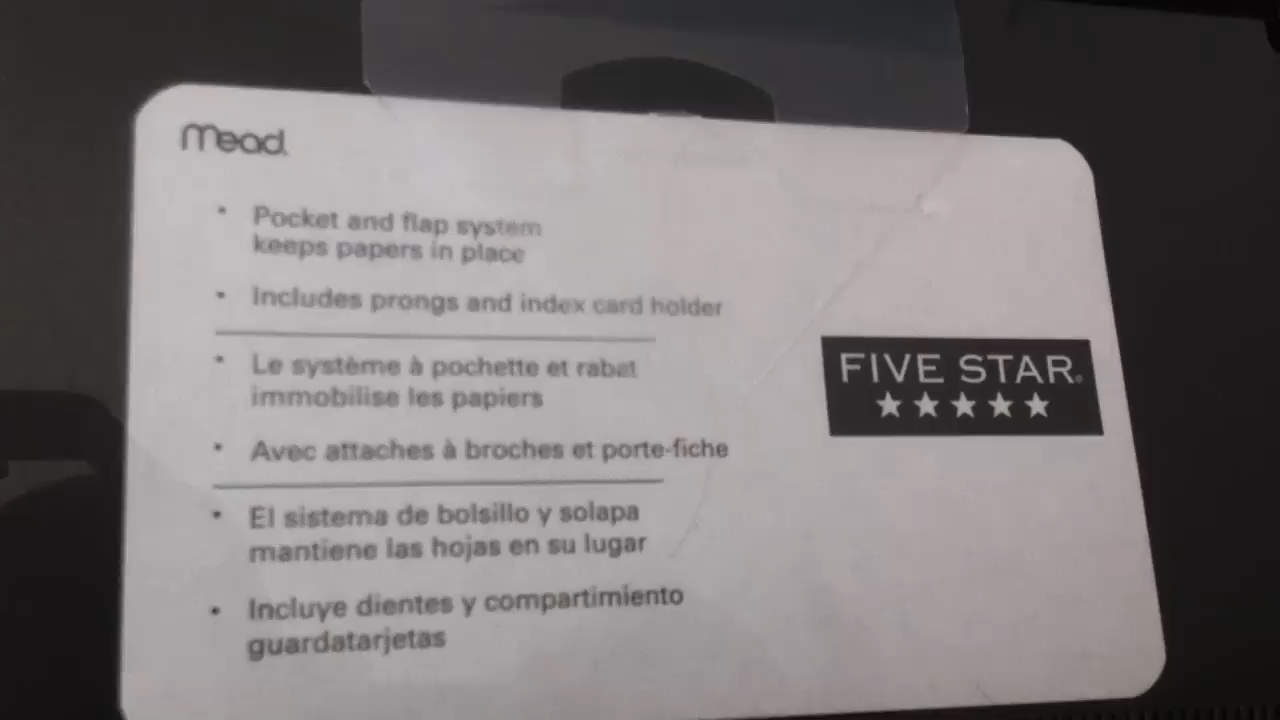 Mead
• Pocket and flap system
keeps papers in place
• Includes prongs and index card holder
• Le système à pochette et rabat
immobilise les papiers
• Avec attaches à broches et porte-fiche
• El sistema de bolsillo y solapa
mantiene las hojas en su lugar
• Incluye dientes y compartimiento
guardatarjetas
FIVE STAR®
★★★★★